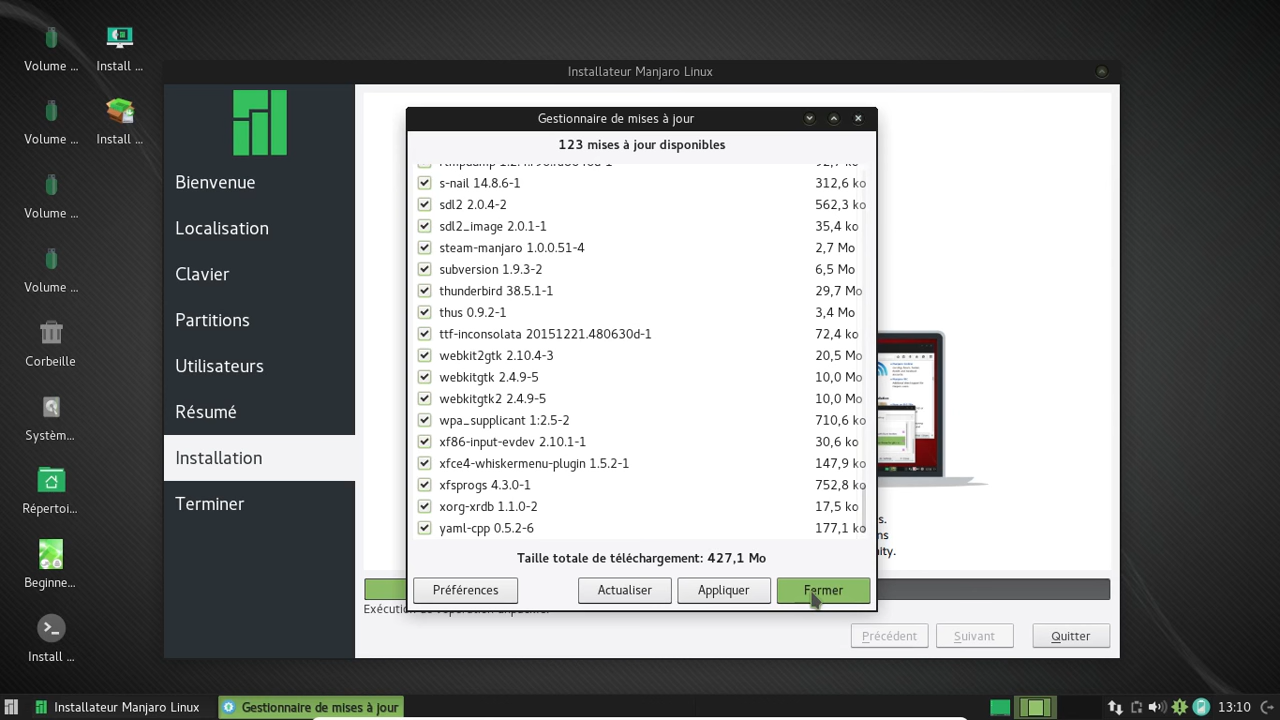 Volume ...
Install ...
Volume ...
Install ...
Volume ...
Volume ...
Corbeille
Systèm...
Répertoi...
Beginne...
Install ...
Installateur Manjaro Linux
Bienvenue
Localisation
Clavier
Partitions
Utilisateurs
Résumé
Installation
Terminer
Gestionnaire de mises à jour
123 mises à jour disponibles
s-nail 14.8.6-1 312,6 ko
sdl2 2.0.4-2 562,3 ko
sdl2_image 2.0.1-1 35,4 ko
steam-manjaro 1.0.0.51-4 2,7 Mo
subversion 1.9.3-2 6,5 Mo
thunderbird 38.5.1-1 29,7 Mo
thus 0.9.2-1 3,4 Mo
ttf-inconsolata 20151221.480630d-1 72,4 ko
webkit2gtk 2.10.4-3 20,5 Mo
webkitgtk 2.4.9-5 10,0 Mo
webkitgtk2 2.4.9-5 10,0 Mo
wpa_supplicant 1:2.5-2 710,6 ko
xf86-input-evdev 2.10.1-1 30,6 ko
xfce4-whiskermenu-plugin 1.5.2-1 147,9 ko
xfsprogs 4.3.0-1 752,8 ko
xorg-xrdb 1.1.0-2 17,5 ko
yaml-cpp 0.5.2-6 177,1 ko
Taille totale de téléchargement: 427,1 Mo
Préférences Actualiser Appliquer Fermer
Précédent Suivant Quitter
Installateur Manjaro Linux Gestionnaire de mises à jour 13:10